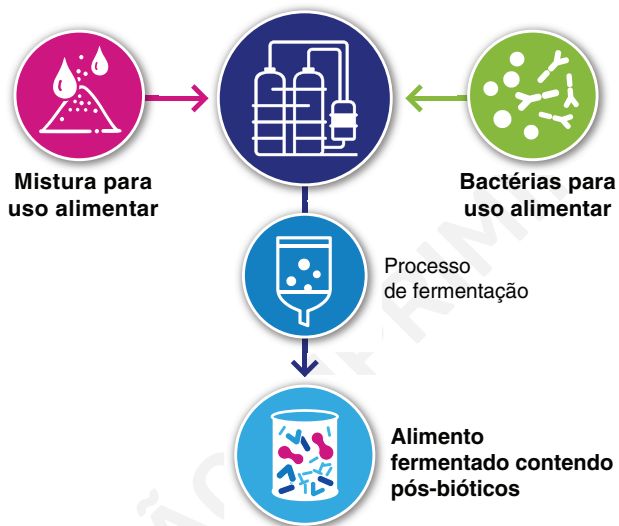 Mistura para
uso alimentar
Bactérias para
uso alimentar
Processo
de fermentação
Alimento
fermentado contendo
pós-bióticos